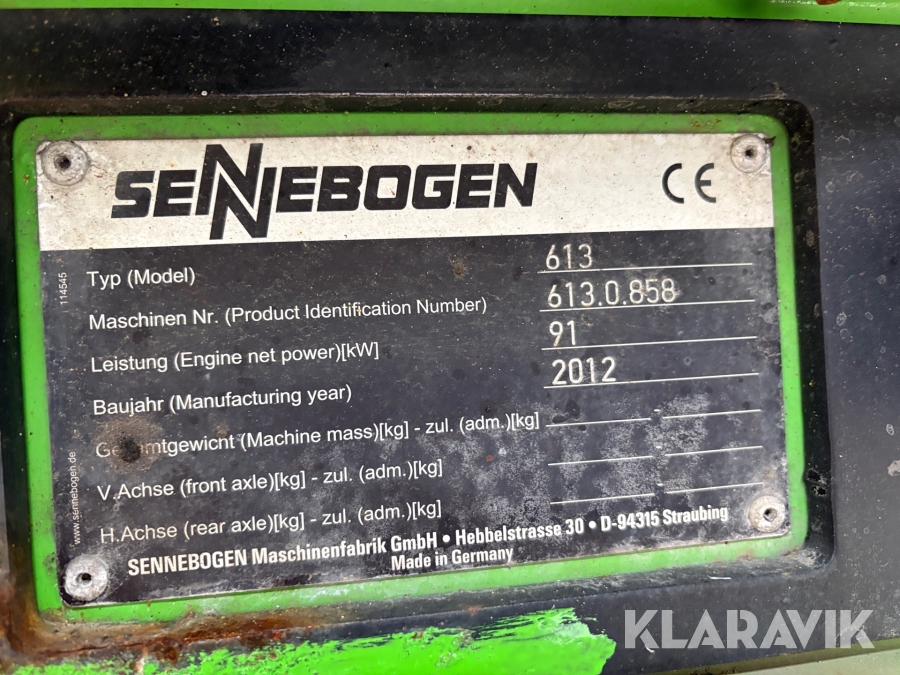 SENNEBOGEN CE
Typ (Model) 613
Maschinen Nr. (Product Identification Number) 613.0.858
Leistung (Engine net power)[kW] 91
Baujahr (Manufacturing year) 2012
(Machine mass)[kg] - zul. (adm.)[kg] -
V.Achse (front axle)[kg] - zul. (adm.)[kg] -
H.Achse (rear axle)[kg] - zul. (adm.)[kg]
SENNEBOGEN Maschinenfabrik GmbH • Hebbelstrasse 30 • D-94315 Straubing
Made in Germany
114545
www.sennebogen.de
KLARAVIK